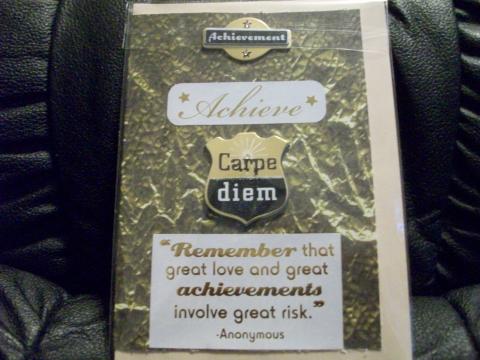 Achievement
Achieve
Carpe
diem
“Remember that
great love and great
achievements
involve great risk.”
-Anonymous